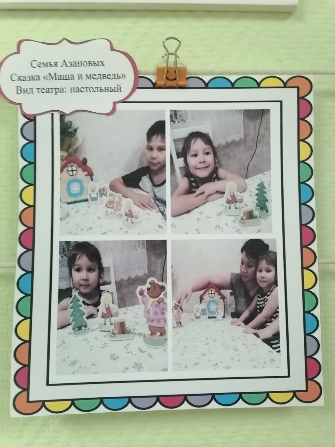 Семья Азановых
Сказка «Маша и медведь»
Вид театра: настольный